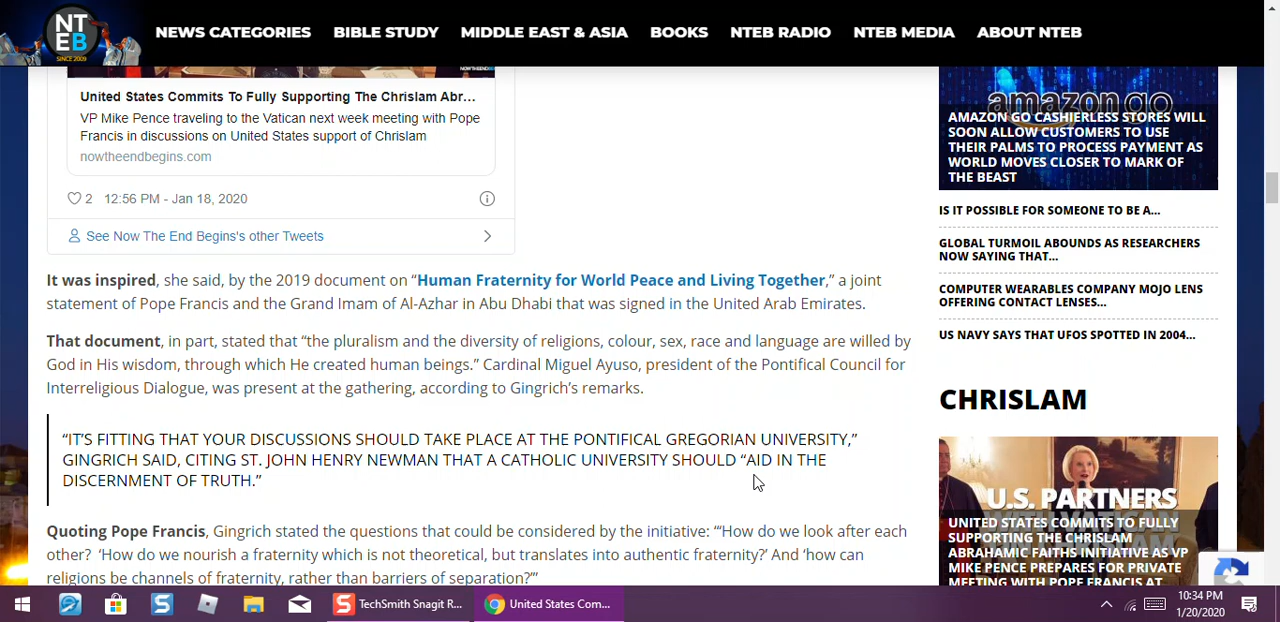 NT
EB
SINCE 2009
NEWS CATEGORIES BIBLE STUDY MIDDLE EAST & ASIA BOOKS NTEB RADIO NTEB MEDIA ABOUT NTEB
United States Commits To Fully Supporting The Chrislam Abr...
VP Mike Pence traveling to the Vatican next week meeting with Pope
Francis in discussions on United States support of Chrislam
nowtheendbegins.com
2 12:56 PM - Jan 18, 2020
See Now The End Begins's other Tweets
It was inspired, she said, by the 2019 document on “Human Fraternity for World Peace and Living Together,” a joint
statement of Pope Francis and the Grand Imam of Al-Azhar in Abu Dhabi that was signed in the United Arab Emirates.
That document, in part, stated that “the pluralism and the diversity of religions, colour, sex, race and language are willed by
God in His wisdom, through which He created human beings.” Cardinal Miguel Ayuso, president of the Pontifical Council for
Interreligious Dialogue, was present at the gathering, according to Gingrich’s remarks.
“IT’S FITTING THAT YOUR DISCUSSIONS SHOULD TAKE PLACE AT THE PONTIFICAL GREGORIAN UNIVERSITY,”
GINGRICH SAID, CITING ST. JOHN HENRY NEWMAN THAT A CATHOLIC UNIVERSITY SHOULD “AID IN THE
DISCERNMENT OF TRUTH.”
Quoting Pope Francis, Gingrich stated the questions that could be considered by the initiative: “‘How do we look after each
other? ‘How do we nourish a fraternity which is not theoretical, but translates into authentic fraternity?’ And ‘how can
religions be channels of fraternity, rather than barriers of separation?’”
amazon go
AMAZON GO CASHIERLESS STORES WILL
SOON ALLOW CUSTOMERS TO USE
THEIR PALMS TO PROCESS PAYMENT AS
WORLD MOVES CLOSER TO MARK OF
THE BEAST
IS IT POSSIBLE FOR SOMEONE TO BE A...
GLOBAL TURMOIL ABOUNDS AS RESEARCHERS
NOW SAYING THAT...
COMPUTER WEARABLES COMPANY MOJO LENS
OFFERING CONTACT LENSES...
US NAVY SAYS THAT UFOS SPOTTED IN 2004...
CHRISLAM
U.S. PARTNERS
WITH VATICAN
UNITED STATES COMMITS TO FULLY
SUPPORTING THE CHRISLAM
ABRAHAMIC FAITHS INITIATIVE AS VP
MIKE PENCE PREPARES FOR PRIVATE
MEETING WITH POPE FRANCIS AT
TechSmith Snagit R...
United States Com...
10:34 PM
1/20/2020